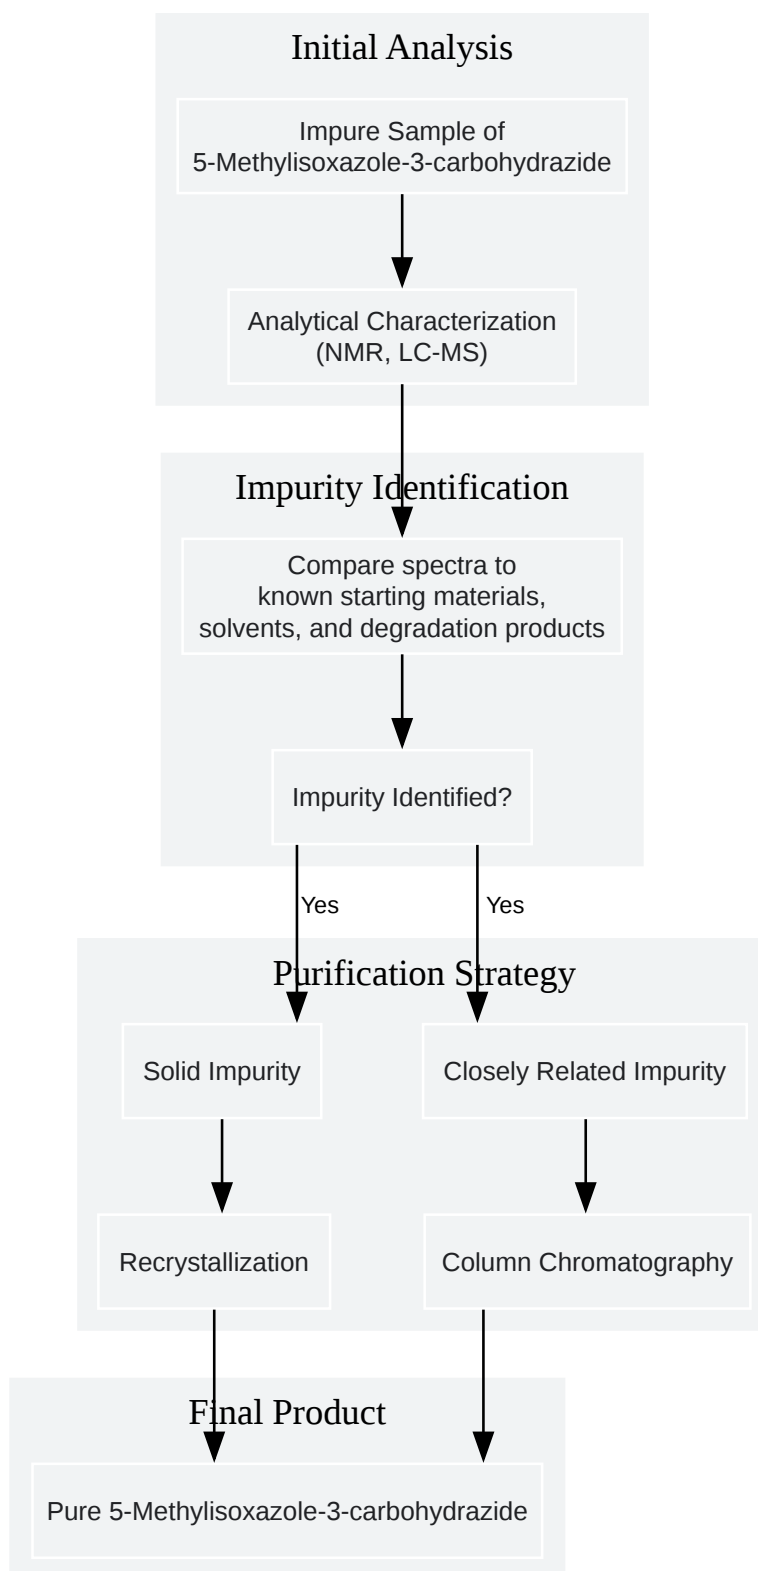 Initial Analysis
Impure Sample of
5-Methylisoxazole-3-carbohydrazide
Analytical Characterization
(NMR, LC-MS)
Impurity Identification
Compare spectra to
known starting materials,
solvents, and degradation products
Impurity Identified?
Yes
Yes
Purification Strategy
Solid Impurity
Closely Related Impurity
Recrystallization
Column Chromatography
Final Product
Pure 5-Methylisoxazole-3-carbohydrazide